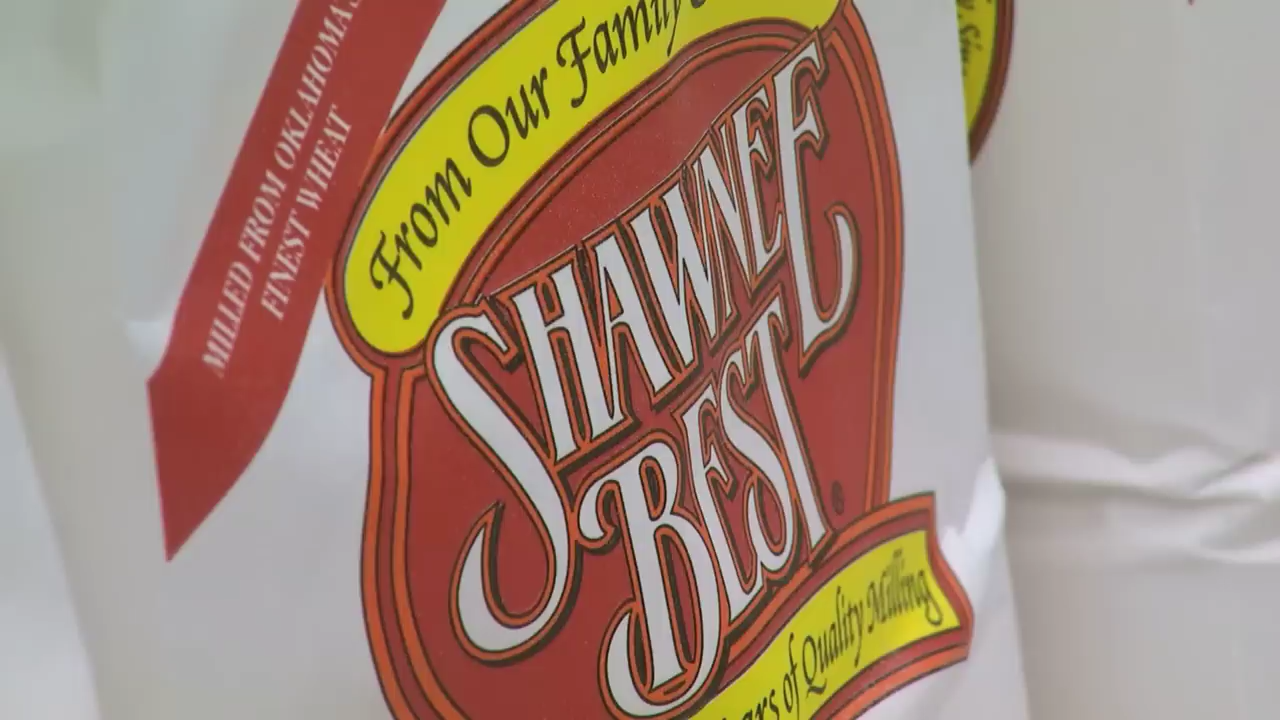 MILLED FROM OKLAHOMA'S
FINEST WHEAT
From Our Family
SHAWNEE
BEST
®
of Quality Milling